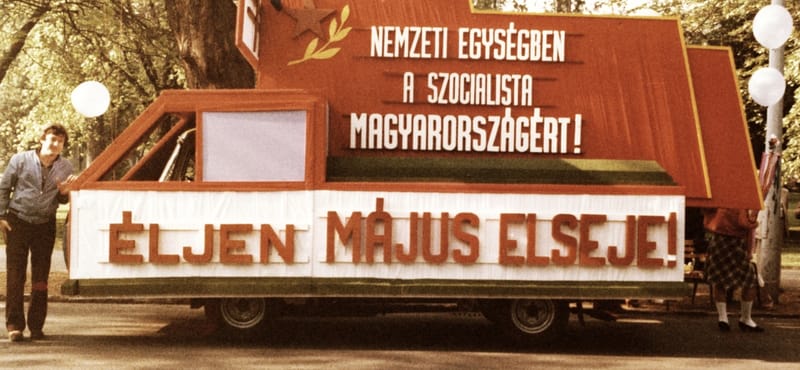 NEMZETI EGYSÉGBEN
A SZOCIALISTA
MAGYARORSZÁGÉRT!
ÉLJEN MÁJUS ELSEJE!